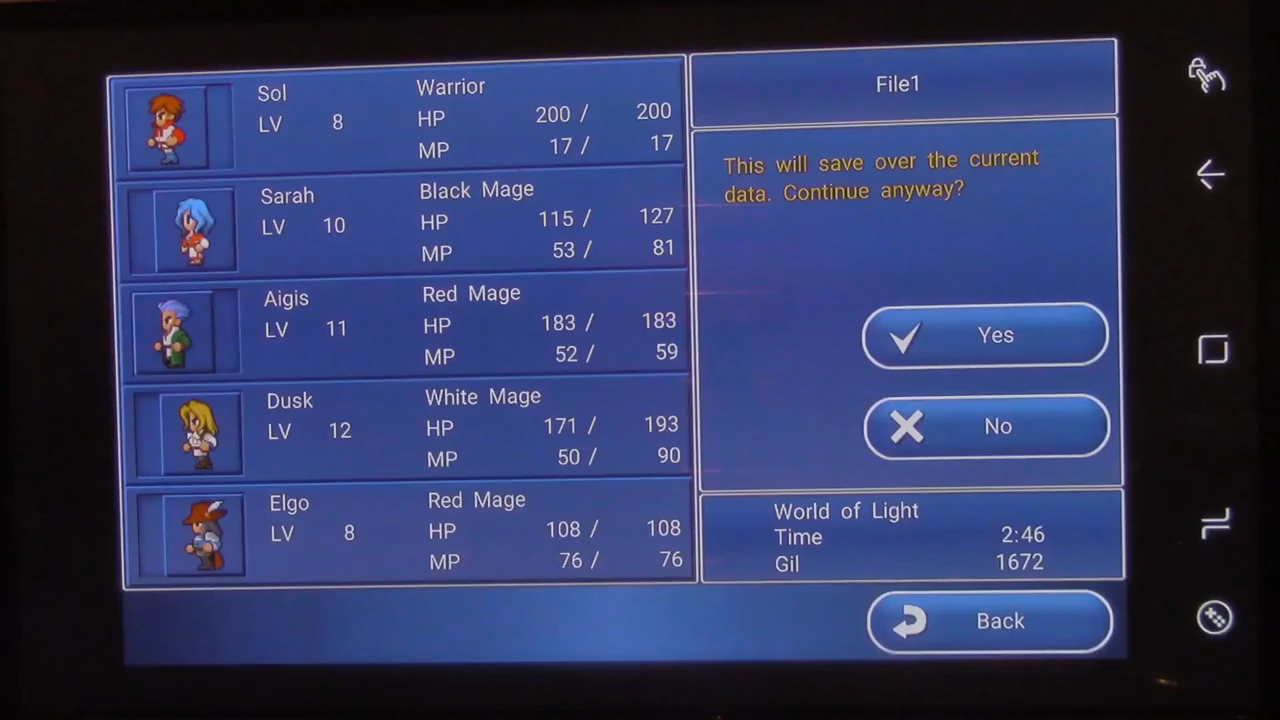 Sol Warrior
LV 8 HP 200 / 200
MP 17 / 17
Sarah Black Mage
LV 10 HP 115 / 127
MP 53 / 81
Aigis Red Mage
LV 11 HP 183 / 183
MP 52 / 59
Dusk White Mage
LV 12 HP 171 / 193
MP 50 / 90
Elgo Red Mage
LV 8 HP 108 / 108
MP 76 / 76
File1
This will save over the current
data. Continue anyway?
Yes
No
World of Light
Time 2:46
Gil 1672
Back